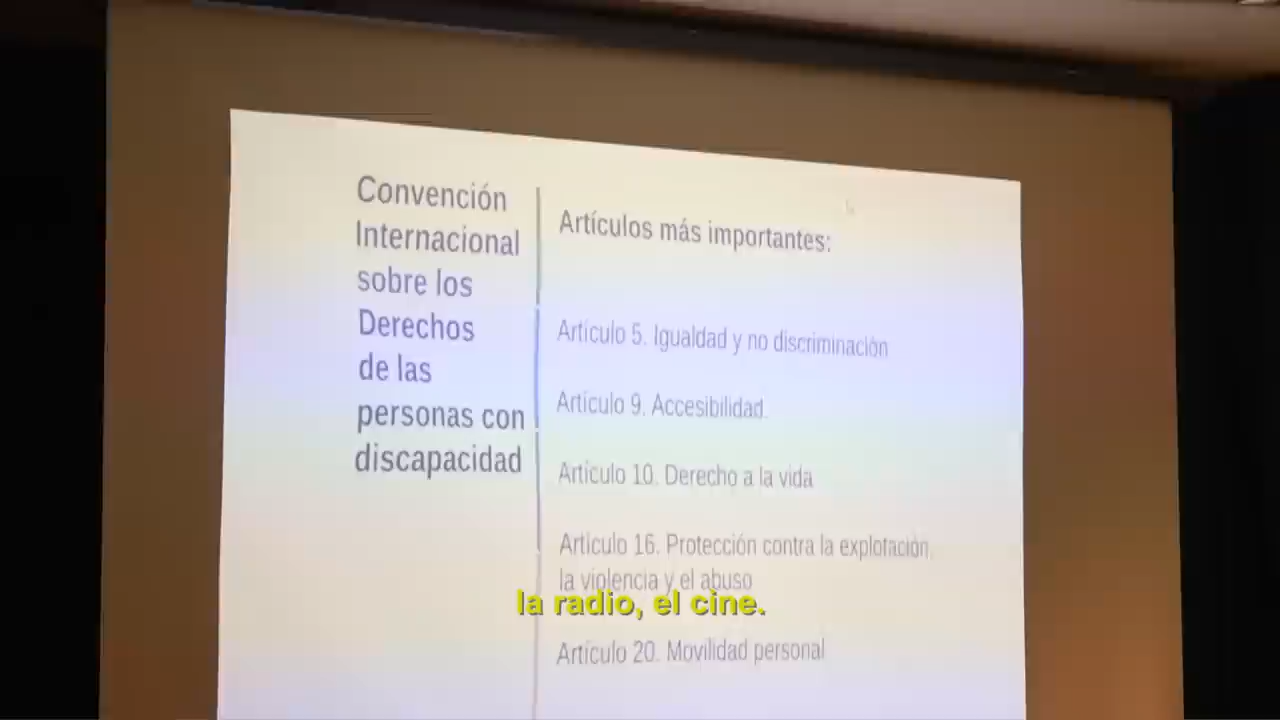 Convención
Internacional
sobre los
Derechos
de las
personas con
discapacidad
Artículos más importantes:
Artículo 5. Igualdad y no discriminación
Artículo 9. Accesibilidad.
Artículo 10. Derecho a la vida
Artículo 16. Protección contra la explotación,
la violencia y el abuso
la radio, el cine.
Artículo 20. Movilidad personal